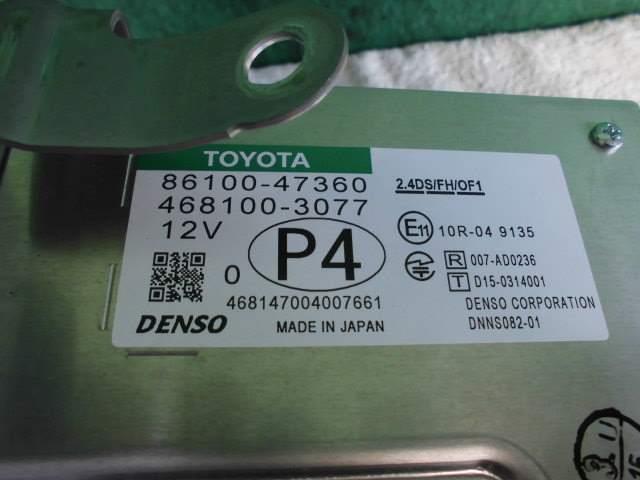 TOYOTA
86100-47360
2.4DS/FH/OF1
468100-3077
12V
P4
E11 10R-04 9135
0
R 007-AD0236
T D15-0314001
468147004007661
DENSO CORPORATION
DENSO
MADE IN JAPAN
DNNS082-01